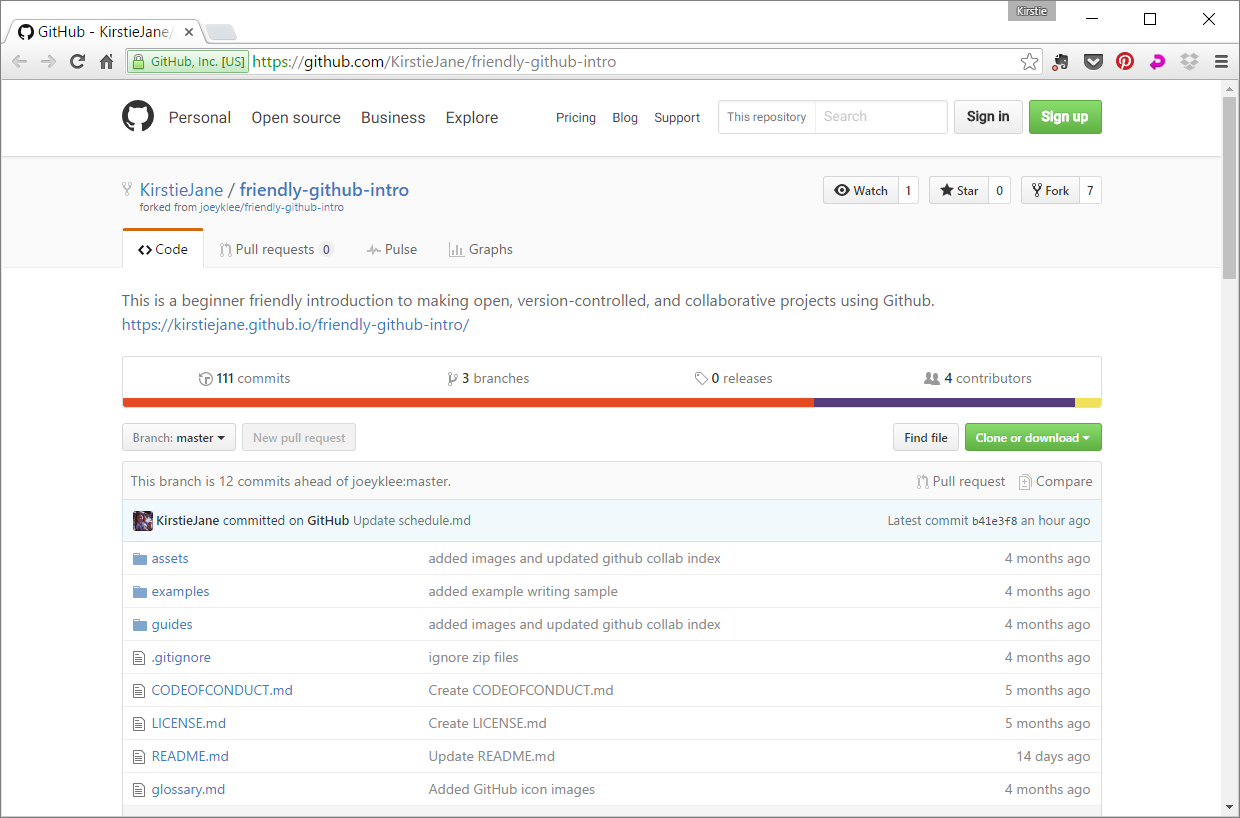 Kirstie
GitHub - KirstieJane/
GitHub, Inc. [US] https://github.com/KirstieJane/friendly-github-intro
Personal Open source Business Explore Pricing Blog Support This repository Search Sign in Sign up
KirstieJane / friendly-github-intro Watch 1 Star 0 Fork 7
forked from joeyklee/friendly-github-intro
Code Pull requests 0 Pulse Graphs
This is a beginner friendly introduction to making open, version-controlled, and collaborative projects using Github.
https://kirstiejane.github.io/friendly-github-intro/
111 commits 3 branches 0 releases 4 contributors
Branch: master New pull request Find file Clone or download
This branch is 12 commits ahead of joeyklee:master. Pull request Compare
KirstieJane committed on GitHub Update schedule.md Latest commit b41e3f8 an hour ago
assets added images and updated github collab index 4 months ago
examples added example writing sample 4 months ago
guides added images and updated github collab index 4 months ago
.gitignore ignore zip files 4 months ago
CODEOFCONDUCT.md Create CODEOFCONDUCT.md 5 months ago
LICENSE.md Create LICENSE.md 5 months ago
README.md Update README.md 14 days ago
glossary.md Added GitHub icon images 4 months ago